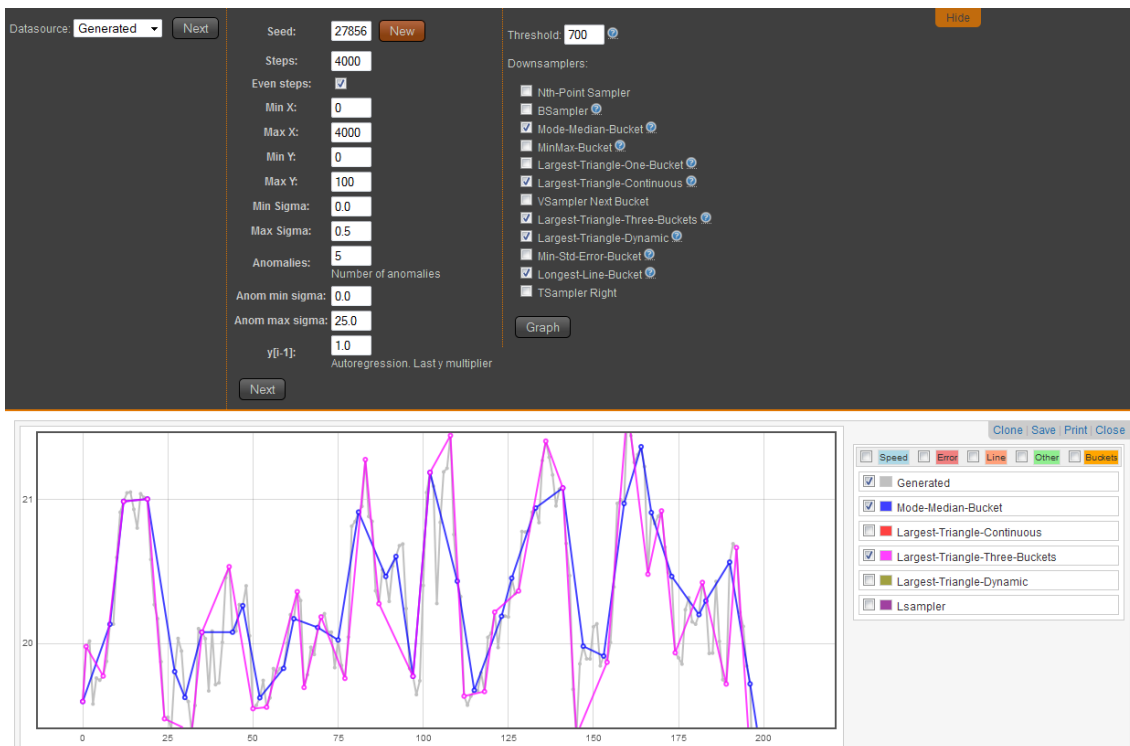 Datasource: Generated Next
Seed: 27856 New
Steps: 4000
Even steps:
Min X: 0
Max X: 4000
Min Y: 0
Max Y: 100
Min Sigma: 0.0
Max Sigma: 0.5
Anomalies: 5
Number of anomalies
Anom min sigma: 0.0
Anom max sigma: 25.0
y[i-1]: 1.0
Autoregression. Last y multiplier
Next
Threshold: 700 ?
Downsamplers:
Nth-Point Sampler
BSampler ?
Mode-Median-Bucket ?
MinMax-Bucket ?
Largest-Triangle-One-Bucket ?
Largest-Triangle-Continuous ?
VSampler Next Bucket
Largest-Triangle-Three-Buckets ?
Largest-Triangle-Dynamic ?
Min-Std-Error-Bucket ?
Longest-Line-Bucket ?
TSampler Right
Graph
Hide
Clone | Save | Print | Close
Speed Error Line Other Buckets
Generated
Mode-Median-Bucket
Largest-Triangle-Continuous
Largest-Triangle-Three-Buckets
Largest-Triangle-Dynamic
Lsampler
21
20
0 25 50 75 100 125 150 175 200